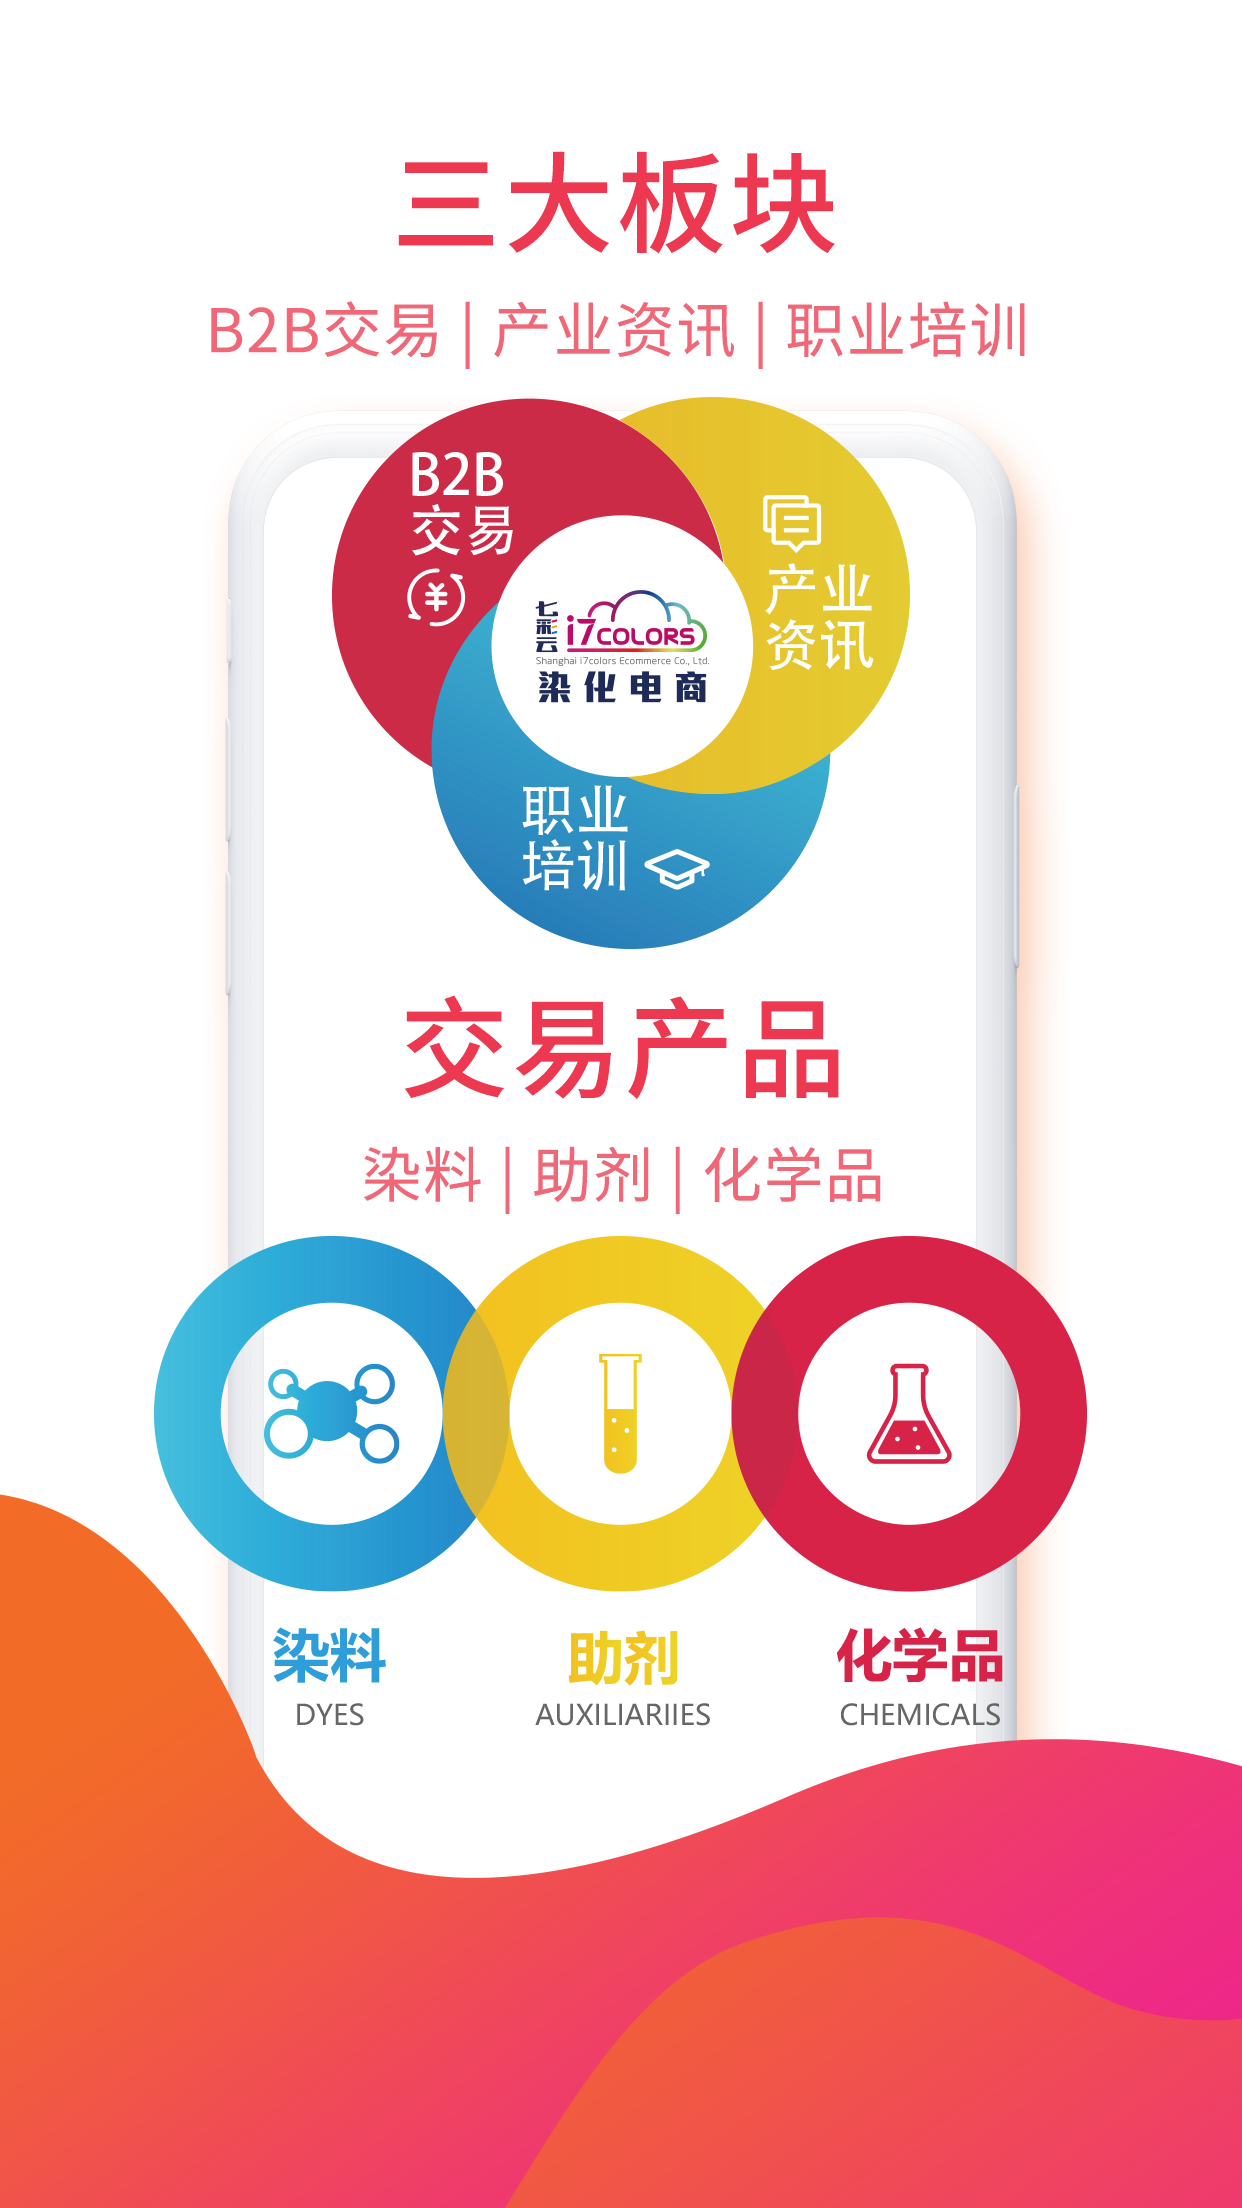 三大板块
B2B交易 | 产业资讯 | 职业培训
B2B
交易
产业
资讯
七彩云
i7COLORS
Shanghai i7colors Ecommerce Co., Ltd.
染化电商
职业
培训
交易产品
染料 | 助剂 | 化学品
染料
助剂
化学品
DYES
AUXILIARIIES
CHEMICALS